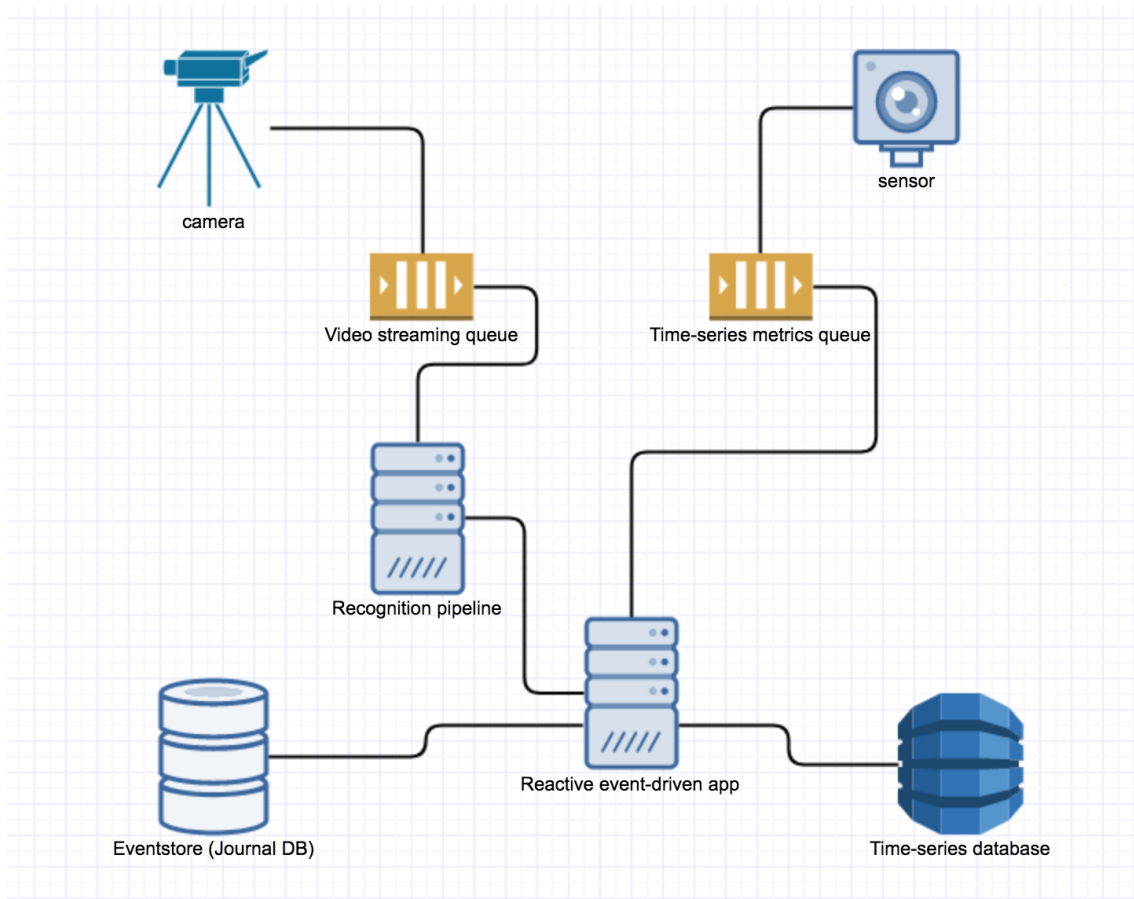 sensor
camera
Video streaming queue
Time-series metrics queue
Recognition pipeline
Reactive event-driven app
Eventstore (Journal DB)
Time-series database